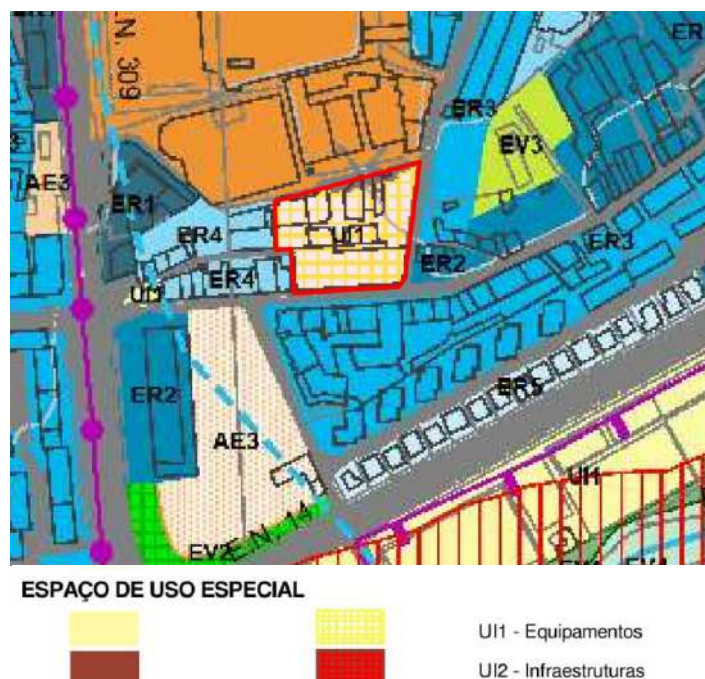 E.N. 309
ER3
ER
EV3
AE3
ER1
ER4
UI1
ER2
ER3
ER4
UI1
ER2
ER5
AE3
UI1
E.N. 14
EV2
ESPAÇO DE USO ESPECIAL
UI1 - Equipamentos
UI2 - Infraestruturas